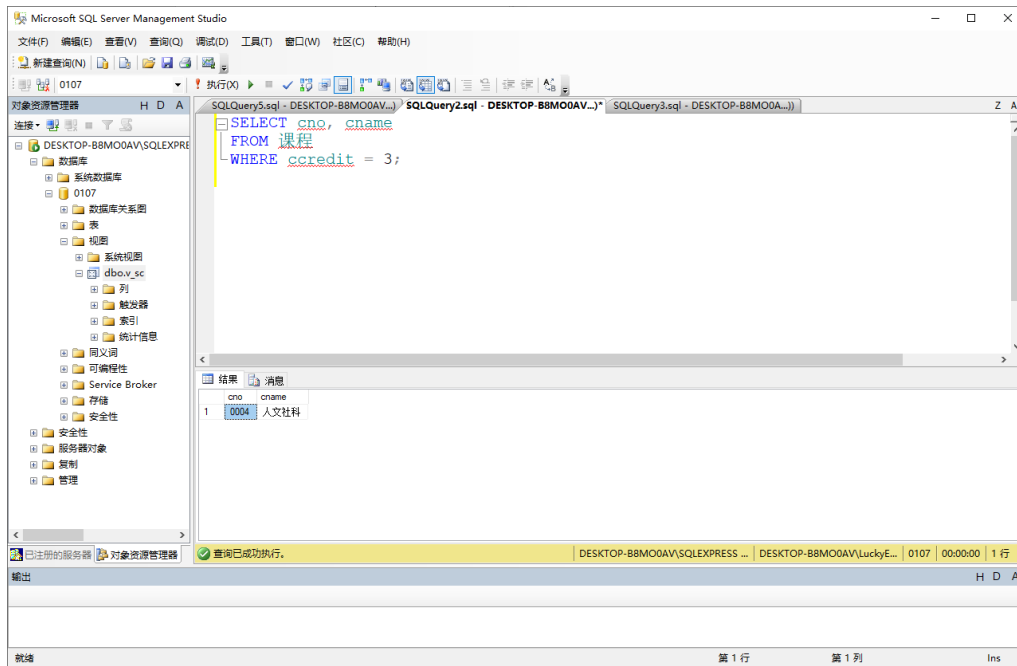 Microsoft SQL Server Management Studio
文件(F) 编辑(E) 查看(V) 查询(Q) 调试(D) 工具(T) 窗口(W) 社区(C) 帮助(H)
新建查询(N)
0107 执行(X)
对象资源管理器 H D A
SQLQuery5.sql - DESKTOP-B8MO0AV...) SQLQuery2.sql - DESKTOP-B8MO0AV...)* SQLQuery3.sql - DESKTOP-B8MO0A...)) Z A
连接
SELECT cno, cname
FROM 课程
WHERE ccredit = 3;
DESKTOP-B8MO0AV\SQLEXPRE
数据库
系统数据库
0107
数据库关系图
表
视图
系统视图
dbo.v_sc
列
触发器
索引
统计信息
同义词
可编程性
Service Broker
存储
安全性
安全性
服务器对象
复制
管理
结果 消息
cno cname
1 0004 人文社科
已注册的服务器 对象资源管理器
查询已成功执行。 DESKTOP-B8MO0AV\SQLEXPRESS ... DESKTOP-B8MO0AV\LuckyE... 0107 00:00:00 1 行
输出 H D A
就绪 第 1 行 第 1 列 Ins